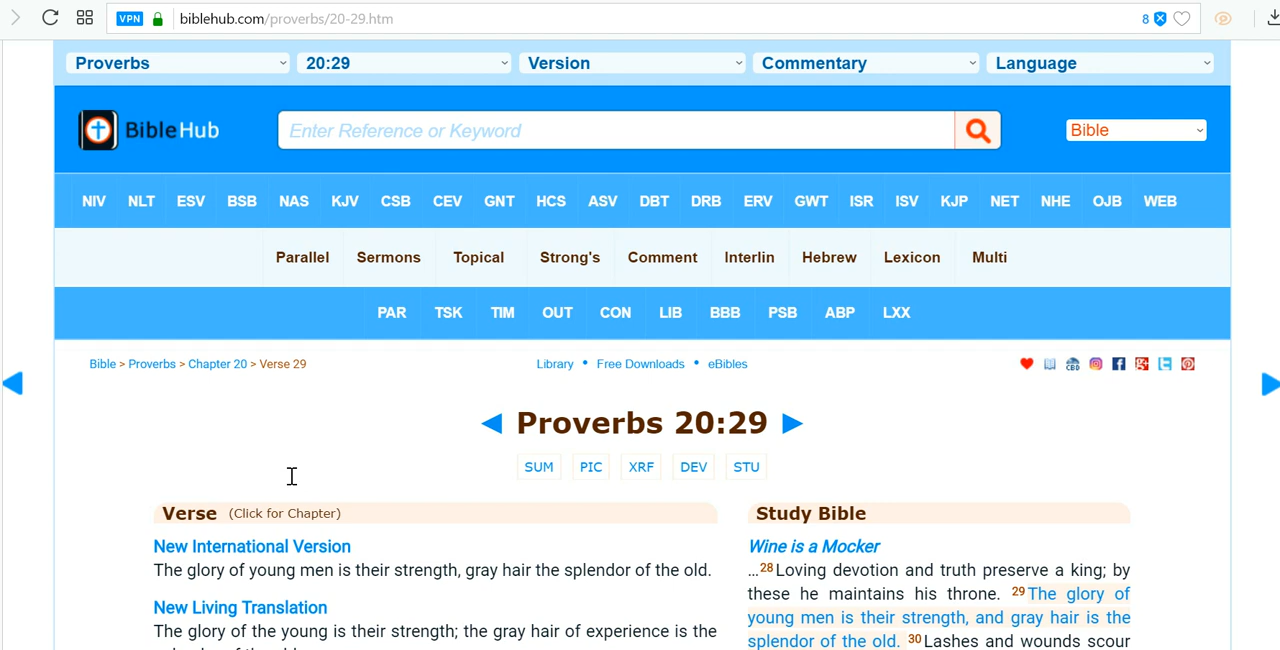 VPN biblehub.com/proverbs/20-29.htm 8
Proverbs 20:29 Version Commentary Language
BibleHub Enter Reference or Keyword Bible
NIV NLT ESV BSB NAS KJV CSB CEV GNT HCS ASV DBT DRB ERV GWT ISR ISV KJP NET NHE OJB WEB
Parallel Sermons Topical Strong's Comment Interlin Hebrew Lexicon Multi
PAR TSK TIM OUT CON LIB BBB PSB ABP LXX
Bible > Proverbs > Chapter 20 > Verse 29 Library • Free Downloads • eBibles
◀ Proverbs 20:29 ▶
SUM PIC XRF DEV STU
Verse (Click for Chapter)
New International Version
The glory of young men is their strength, gray hair the splendor of the old.
New Living Translation
The glory of the young is their strength; the gray hair of experience is the
Study Bible
Wine is a Mocker
…28Loving devotion and truth preserve a king; by
these he maintains his throne. 29The glory of
young men is their strength, and gray hair is the
splendor of the old. 30Lashes and wounds scour